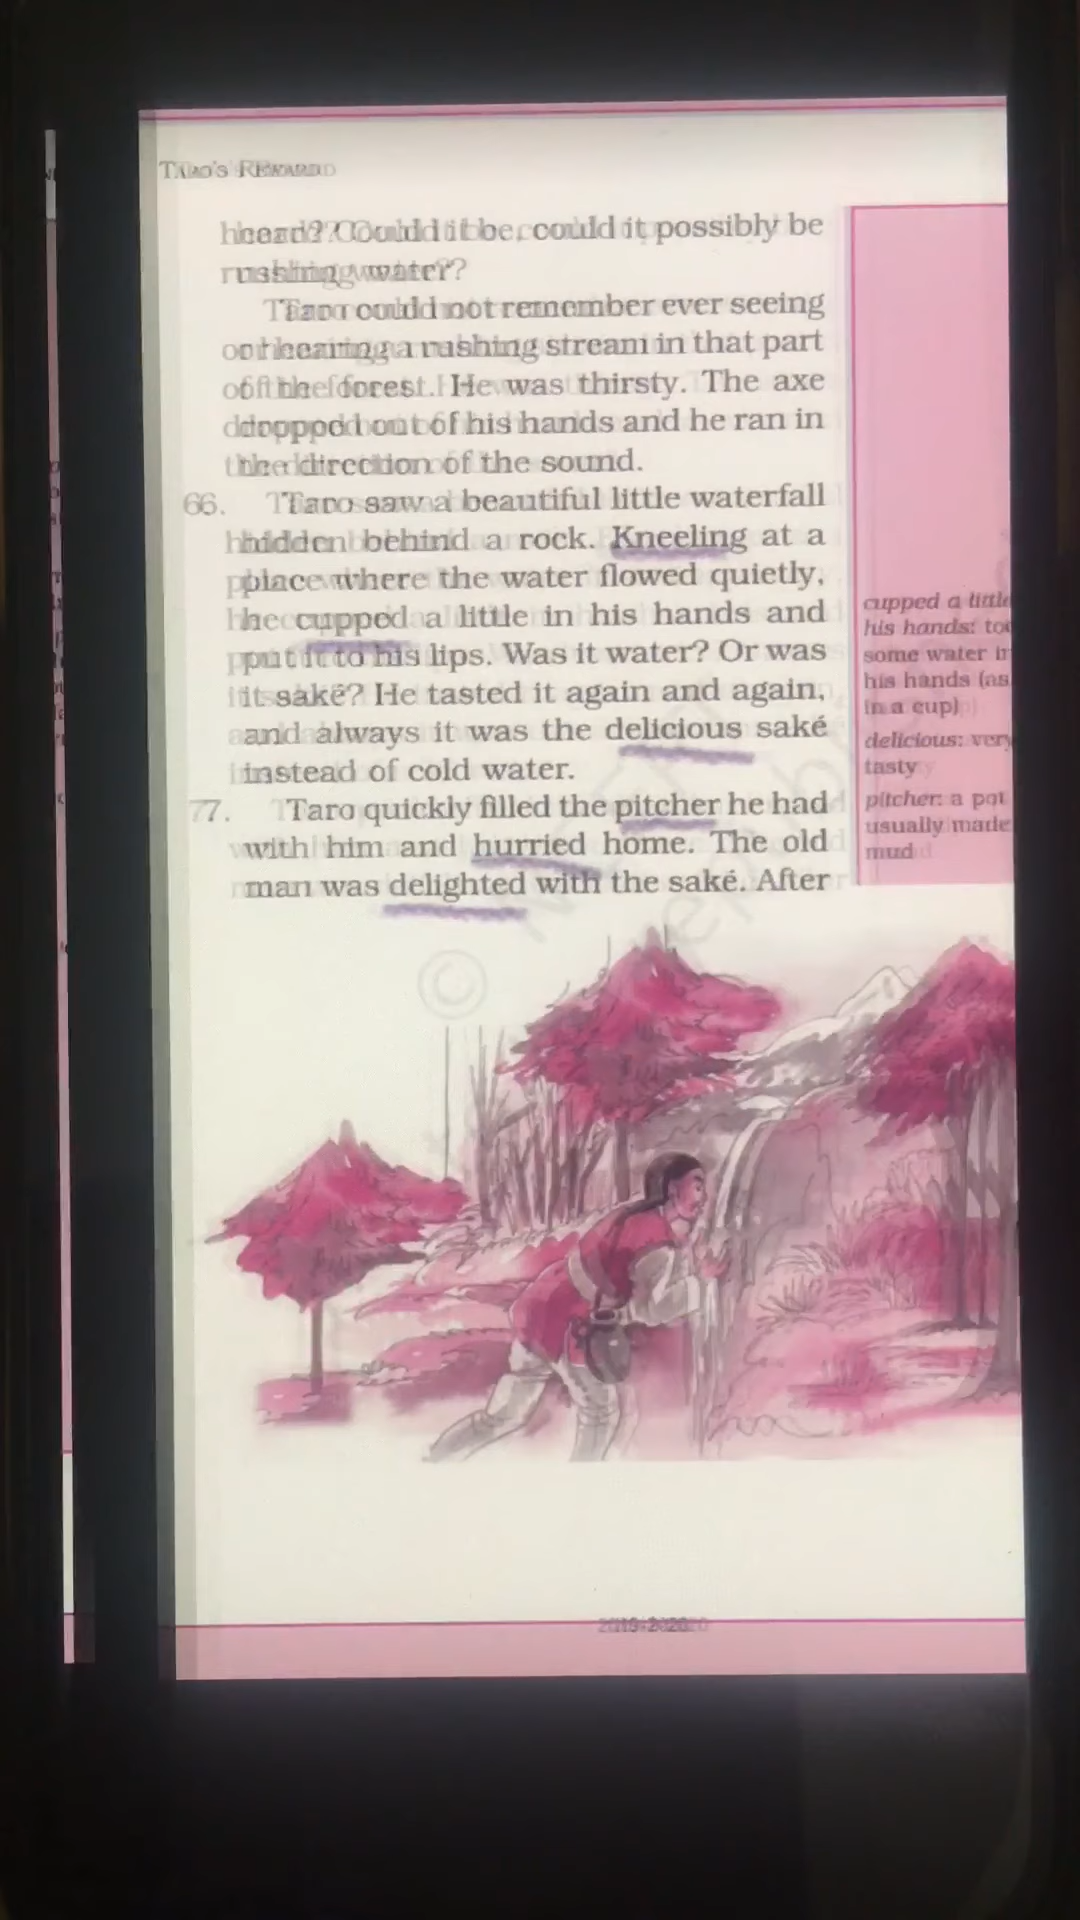 TARO'S REWARD
heard? Could it be, could it possibly be
rushing water?
Taro could not remember ever seeing
or hearing a rushing stream in that part
of the forest. He was thirsty. The axe
dropped out of his hands and he ran in
the direction of the sound.
6. Taro saw a beautiful little waterfall
hidden behind a rock. Kneeling at a
place where the water flowed quietly,
he cupped a little in his hands and
put it to his lips. Was it water? Or was
it saké? He tasted it again and again,
and always it was the delicious saké
instead of cold water.
7. Taro quickly filled the pitcher he had
with him and hurried home. The old
man was delighted with the saké. After
cupped a little
his hands: too
some water in
his hands (as
in a cup)
delicious: very
tasty
pitcher: a pot
usually made
mud
©
2019-2020